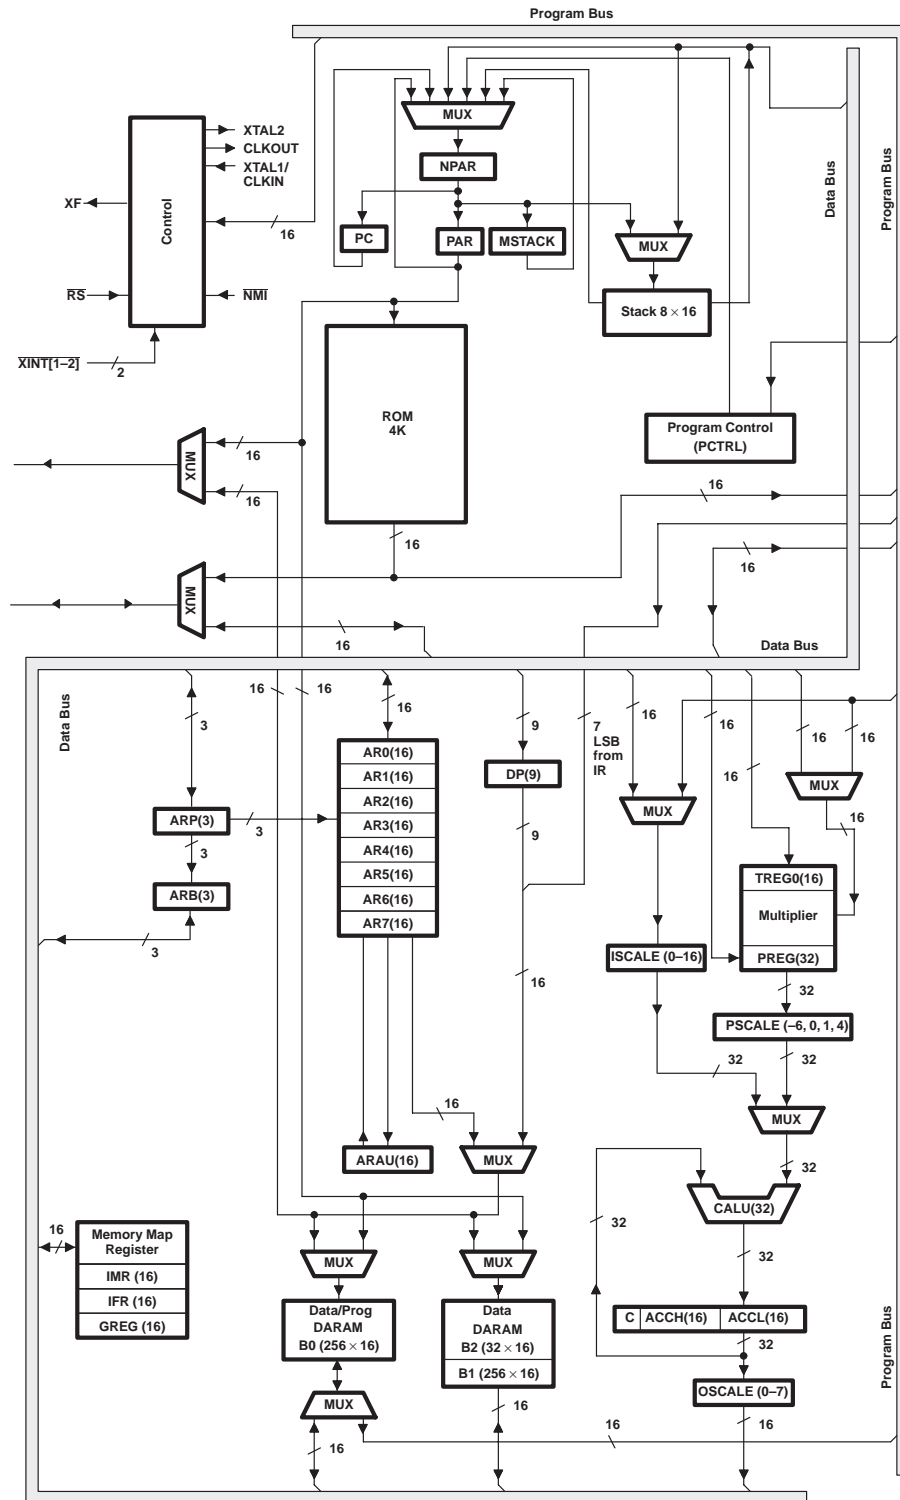 Program Bus
XTAL2
CLKOUT
XTAL1/
CLKIN
XF
Control
16
RS
NMI
XINT[1–2]
2
MUX
NPAR
PC
PAR
MSTACK
MUX
Stack 8 × 16
Data Bus
Program Bus
ROM
4K
Program Control
(PCTRL)
MUX
16
16
16
16
16
MUX
16
Data Bus
Data Bus
16
16
3
16
9
7
LSB
from
IR
16
16
16
16
16
AR0(16)
AR1(16)
AR2(16)
AR3(16)
AR4(16)
AR5(16)
AR6(16)
AR7(16)
DP(9)
MUX
MUX
16
ARP(3)
3
3
9
ARB(3)
3
TREG0(16)
Multiplier
PREG(32)
ISCALE (0–16)
16
32
PSCALE (–6, 0, 1, 4)
32
32
16
MUX
ARAU(16)
MUX
32
CALU(32)
32
32
16
Memory Map
Register
IMR (16)
IFR (16)
GREG (16)
MUX
MUX
Data/Prog
DARAM
B0 (256 × 16)
Data
DARAM
B2 (32 × 16)
B1 (256 × 16)
C
ACCH(16)
ACCL(16)
32
OSCALE (0–7)
Program Bus
MUX
16
16
16
16